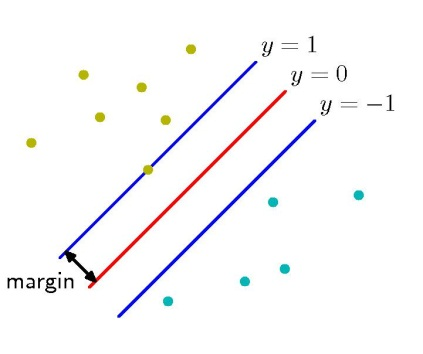 y = 1
y = 0
y = −1
margin